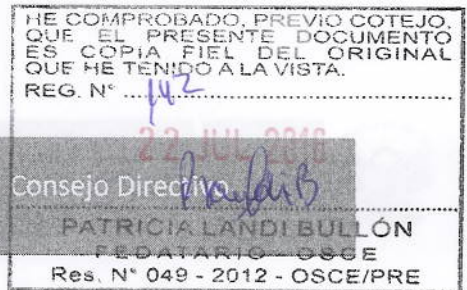 HE COMPROBADO, PREVIO COTEJO,
QUE EL PRESENTE DOCUMENTO
ES COPIA FIEL DEL ORIGINAL
QUE HE TENIDO A LA VISTA.
REG. N° 142
22 JUL 2016
Consejo Directivo
PATRICIA LANDI BULLÓN
FEDATARIO - OSCE
Res. N° 049 - 2012 - OSCE/PRE